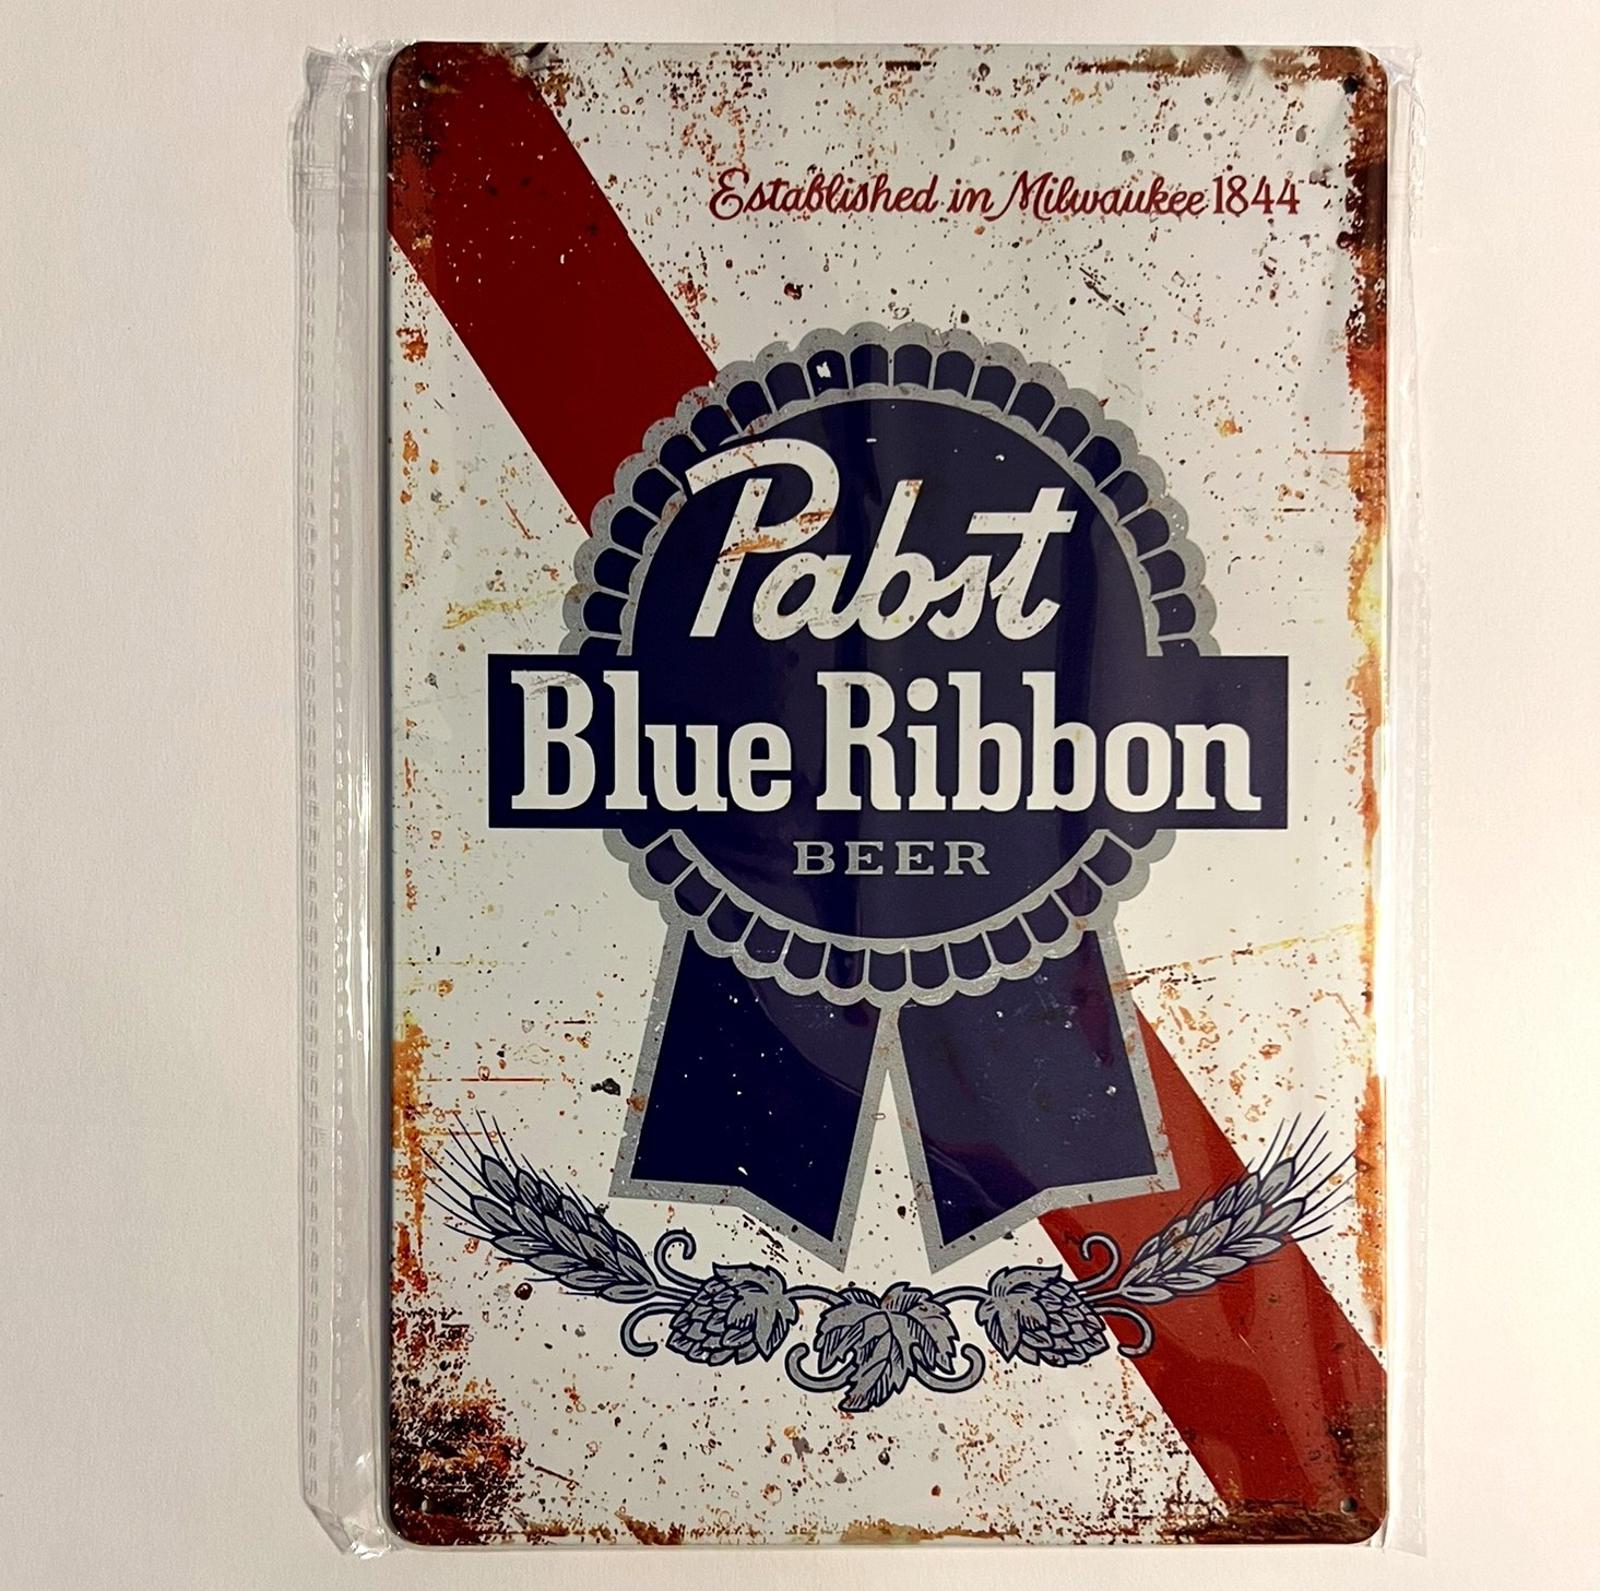 Established in Milwaukee 1844
Pabst
Blue Ribbon
BEER